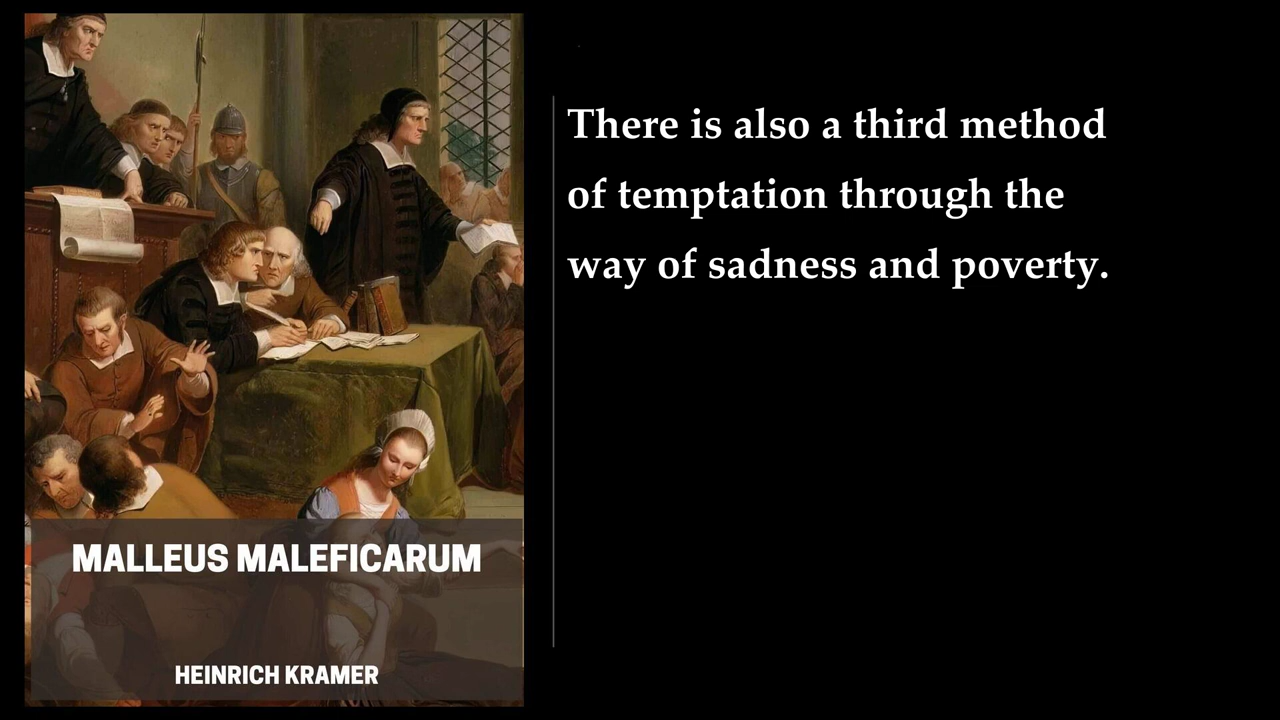 There is also a third method
of temptation through the
way of sadness and poverty.
MALLEUS MALEFICARUM
HEINRICH KRAMER